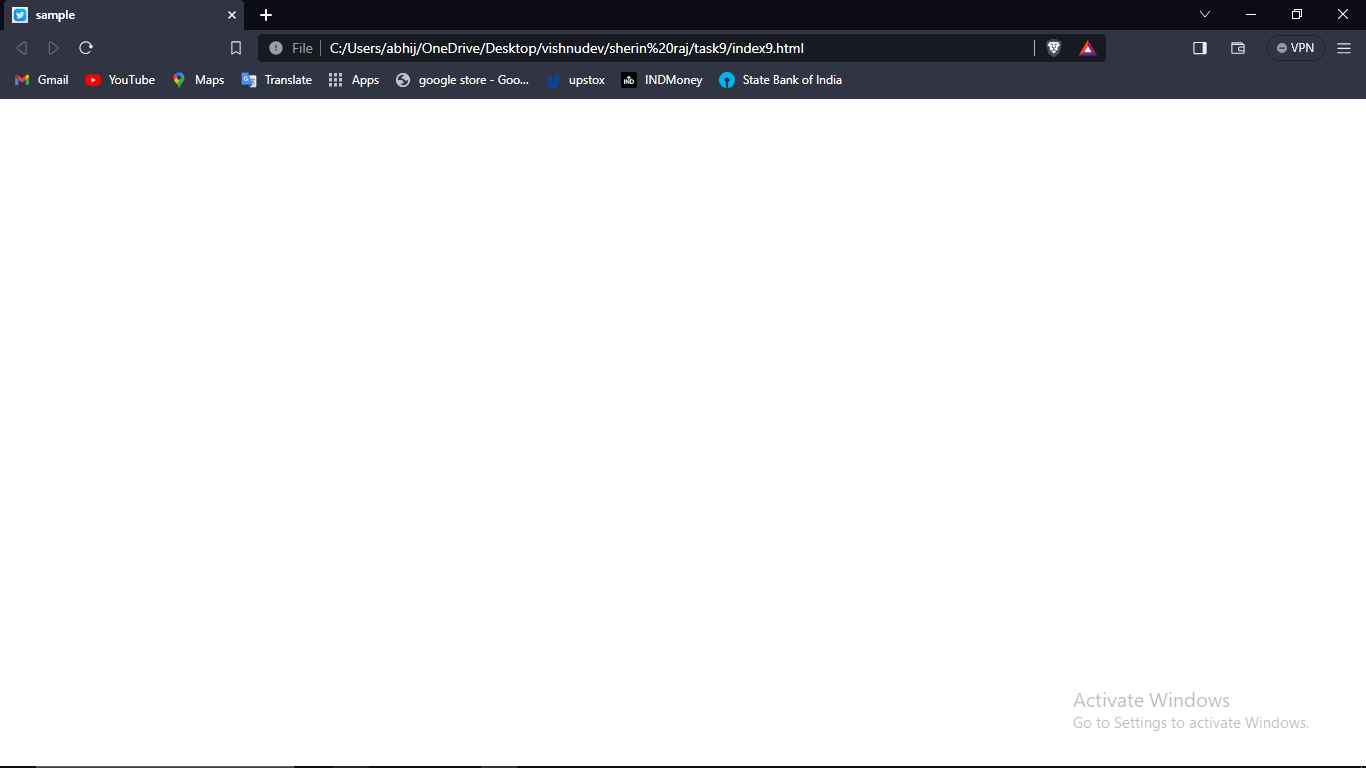 sample
File C:/Users/abhij/OneDrive/Desktop/vishnudev/sherin%20raj/task9/index9.html VPN
Gmail YouTube Maps Translate Apps google store - Goo... upstox IND INDMoney State Bank of India
Activate Windows
Go to Settings to activate Windows.